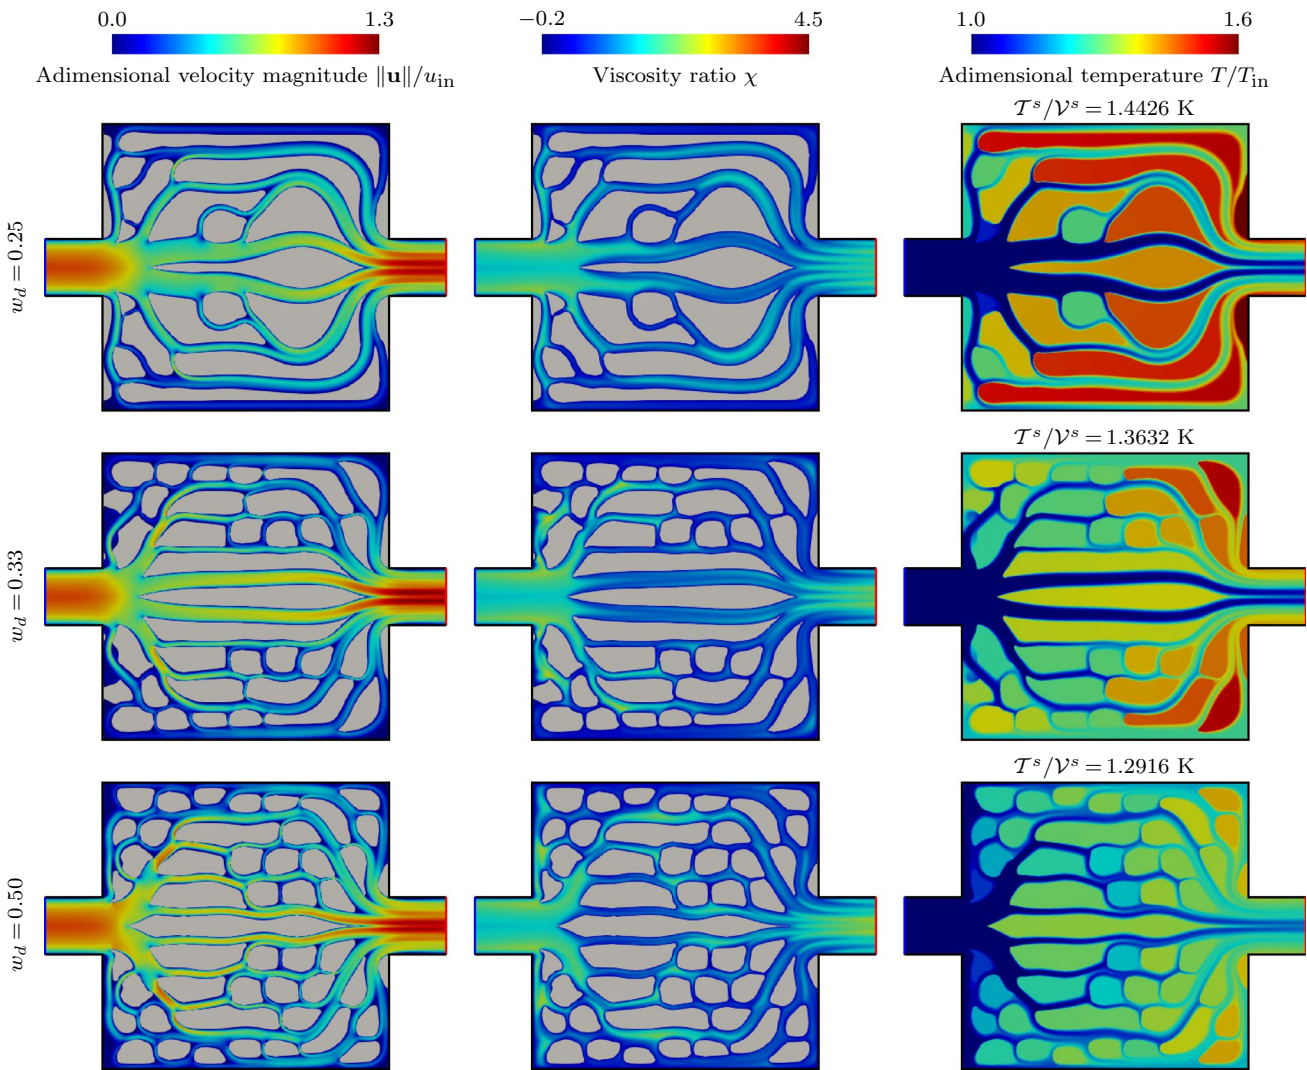 0.0 1.3 −0.2 4.5 1.0 1.6
Adimensional velocity magnitude ‖𝐮‖/u_in Viscosity ratio χ Adimensional temperature T/T_in
𝒯^s/𝒱^s = 1.4426 K
w_d = 0.25
𝒯^s/𝒱^s = 1.3632 K
w_d = 0.33
𝒯^s/𝒱^s = 1.2916 K
w_d = 0.50